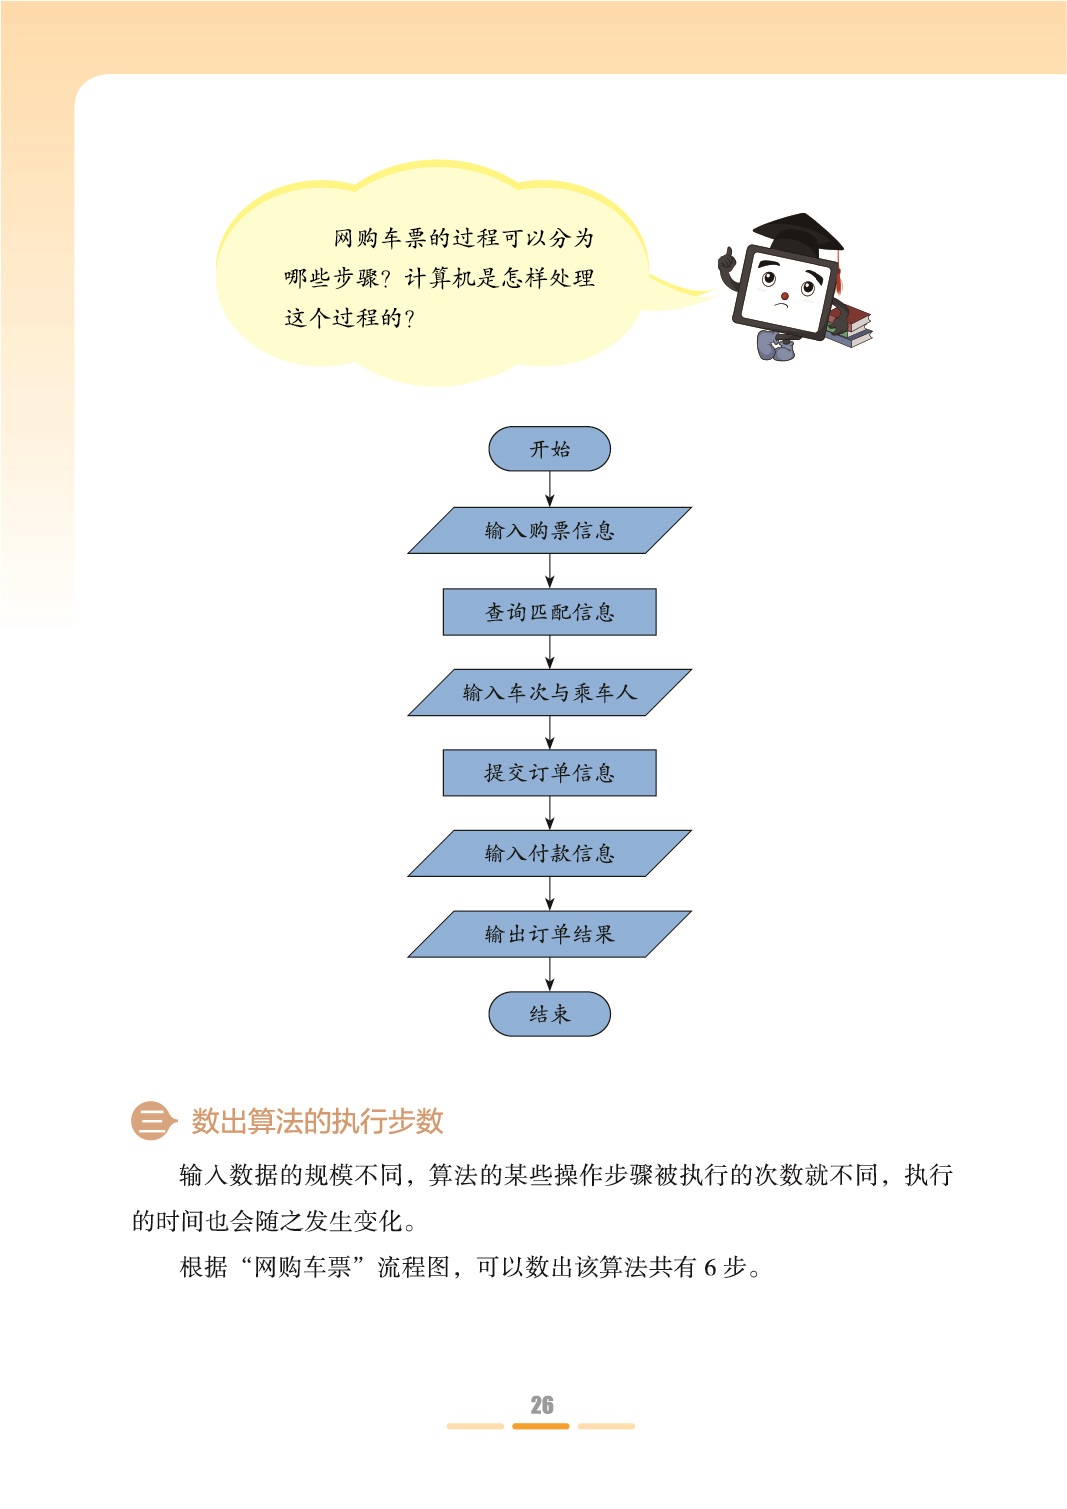 网购车票的过程可以分为
哪些步骤？计算机是怎样处理
这个过程的？
开始
输入购票信息
查询匹配信息
输入车次与乘车人
提交订单信息
输入付款信息
输出订单结果
结束
三 数出算法的执行步数
输入数据的规模不同，算法的某些操作步骤被执行的次数就不同，执行
的时间也会随之发生变化。
根据“网购车票”流程图，可以数出该算法共有 6 步。
26